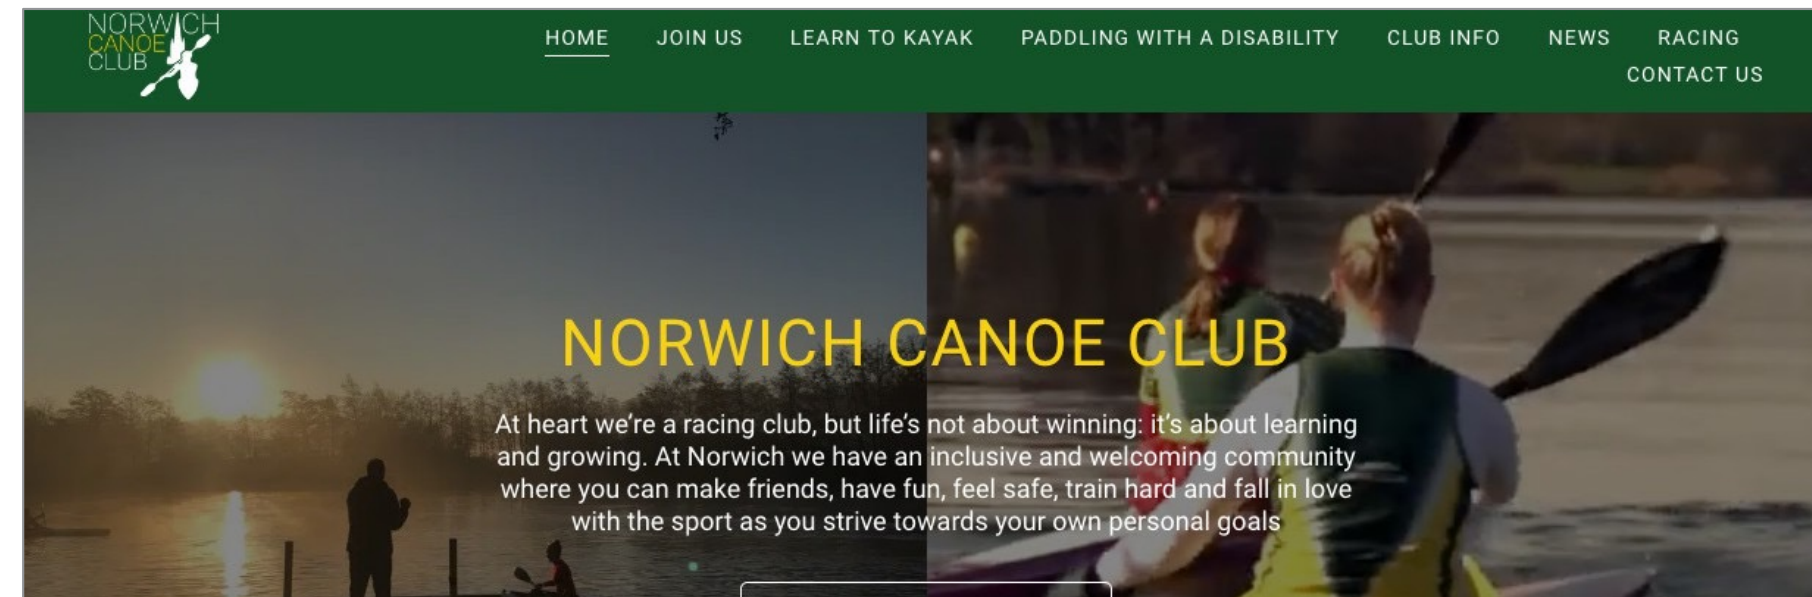 NORWICH
CANOE
CLUB
HOME JOIN US LEARN TO KAYAK PADDLING WITH A DISABILITY CLUB INFO NEWS RACING
CONTACT US
NORWICH CANOE CLUB
At heart we’re a racing club, but life’s not about winning: it’s about learning
and growing. At Norwich we have an inclusive and welcoming community
where you can make friends, have fun, feel safe, train hard and fall in love
with the sport as you strive towards your own personal goals